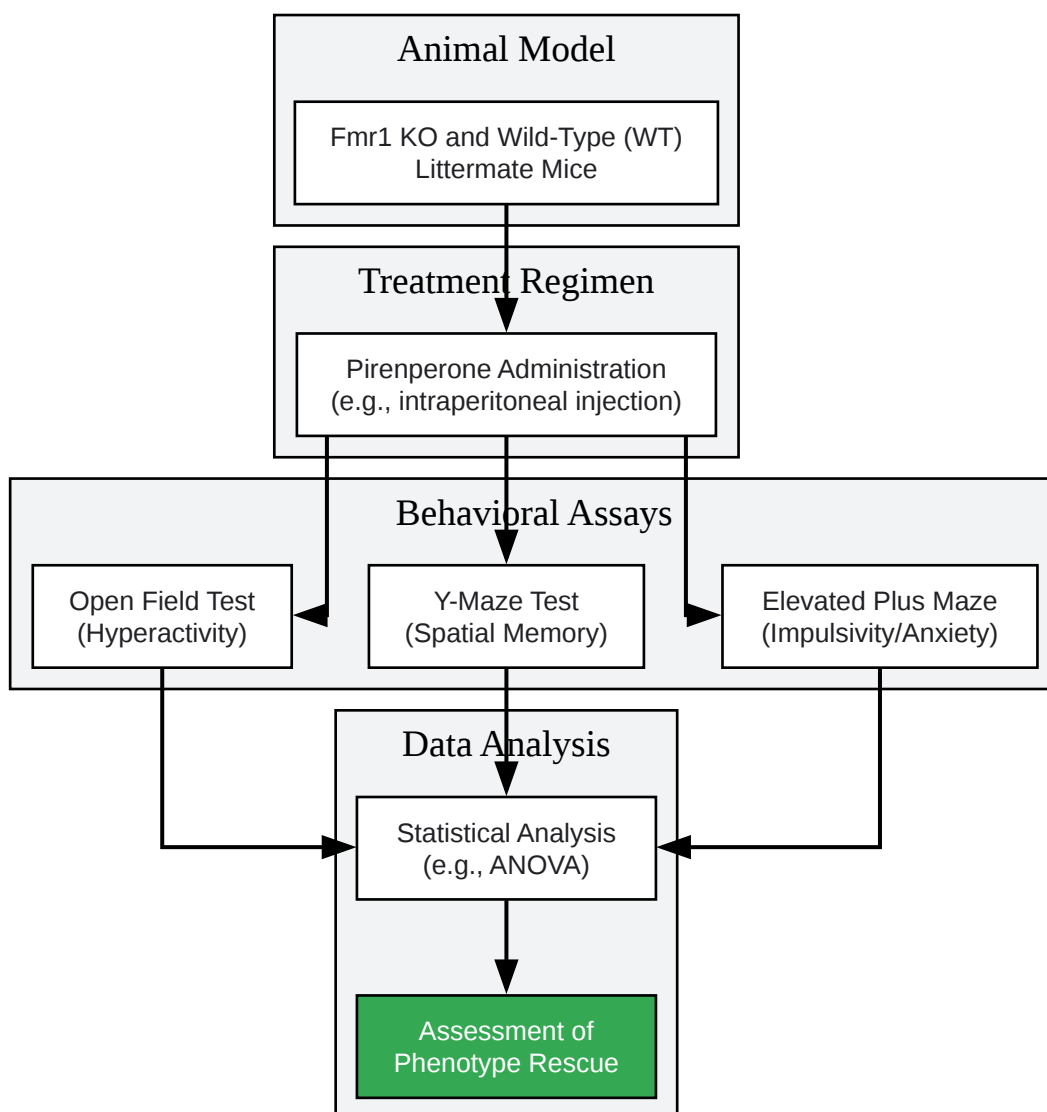 Animal Model
Fmr1 KO and Wild-Type (WT)
Littermate Mice
Treatment Regimen
Pirenperone Administration
(e.g., intraperitoneal injection)
Behavioral Assays
Open Field Test
(Hyperactivity)
Y-Maze Test
(Spatial Memory)
Elevated Plus Maze
(Impulsivity/Anxiety)
Data Analysis
Statistical Analysis
(e.g., ANOVA)
Assessment of
Phenotype Rescue